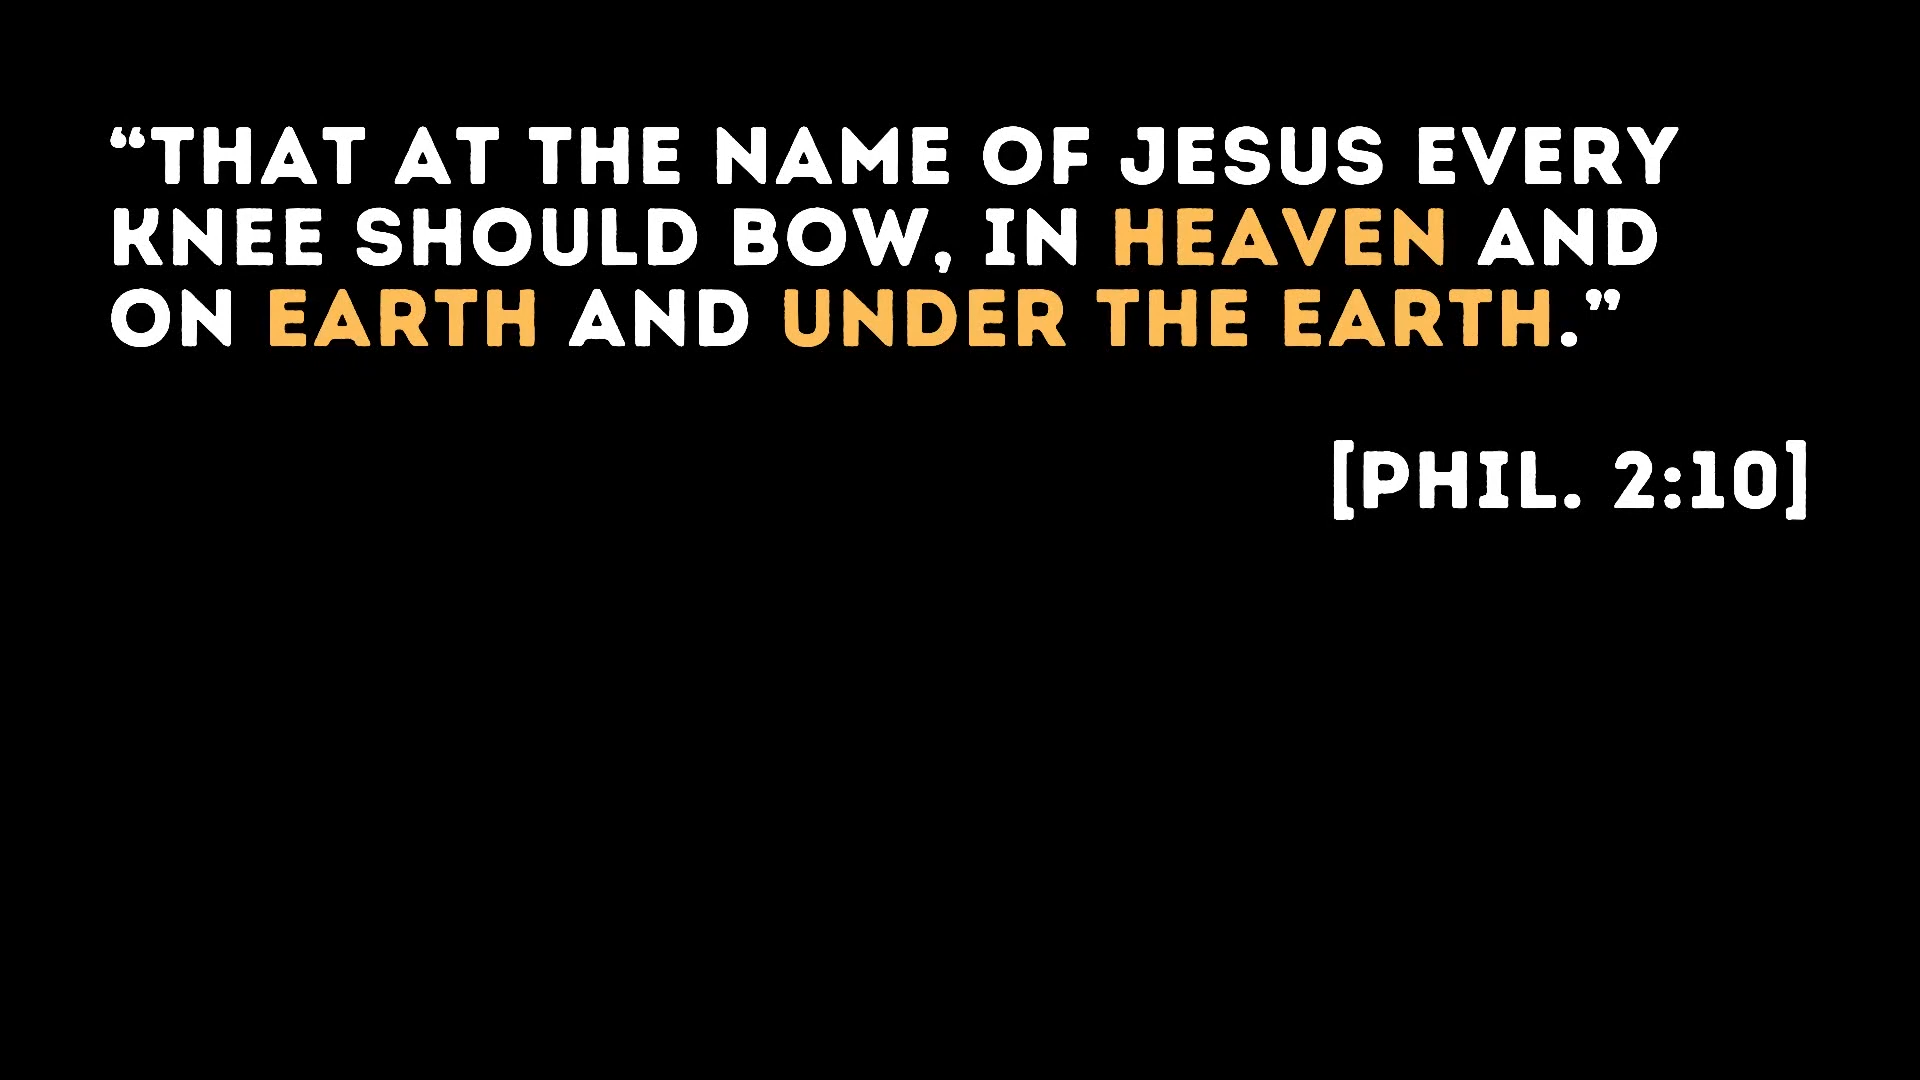 “THAT AT THE NAME OF JESUS EVERY
KNEE SHOULD BOW, IN HEAVEN AND
ON EARTH AND UNDER THE EARTH.”
[PHIL. 2:10]